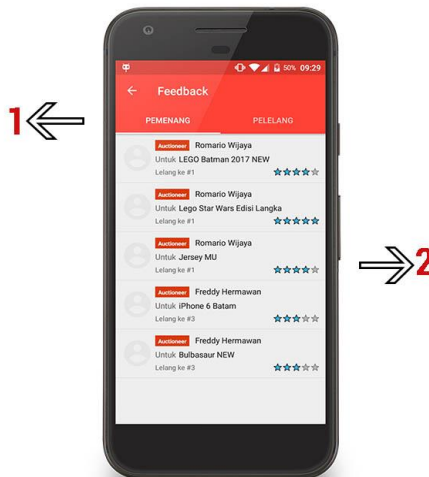 50% 09:29
Feedback
1
PEMENANG PELELANG
Auctioneer Romario Wijaya
Untuk LEGO Batman 2017 NEW
Lelang ke #1
Auctioneer Romario Wijaya
Untuk Lego Star Wars Edisi Langka
Lelang ke #1
Auctioneer Romario Wijaya
Untuk Jersey MU
Lelang ke #1
2
Auctioneer Freddy Hermawan
Untuk iPhone 6 Batam
Lelang ke #3
Auctioneer Freddy Hermawan
Untuk Bulbasaur NEW
Lelang ke #3